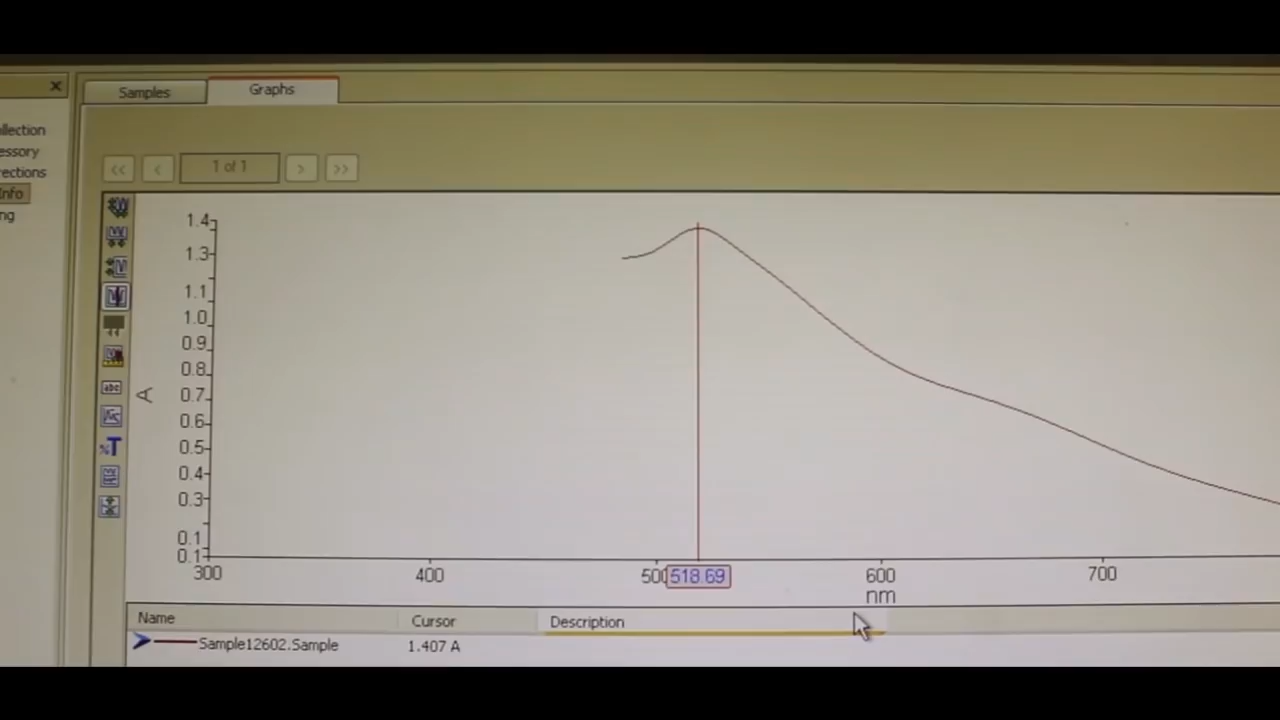 Samples Graphs
llection
essory
rections
Info
ng
<< < 1 of 1 > >>
1.4
1.3
1.1
1.0
0.9
0.8
0.7
0.6
0.5
0.4
0.3
0.1
0.1
A
abc
%T
300 400 500 518.69 600 700
nm
Name Cursor Description
Sample12602.Sample 1.407 A